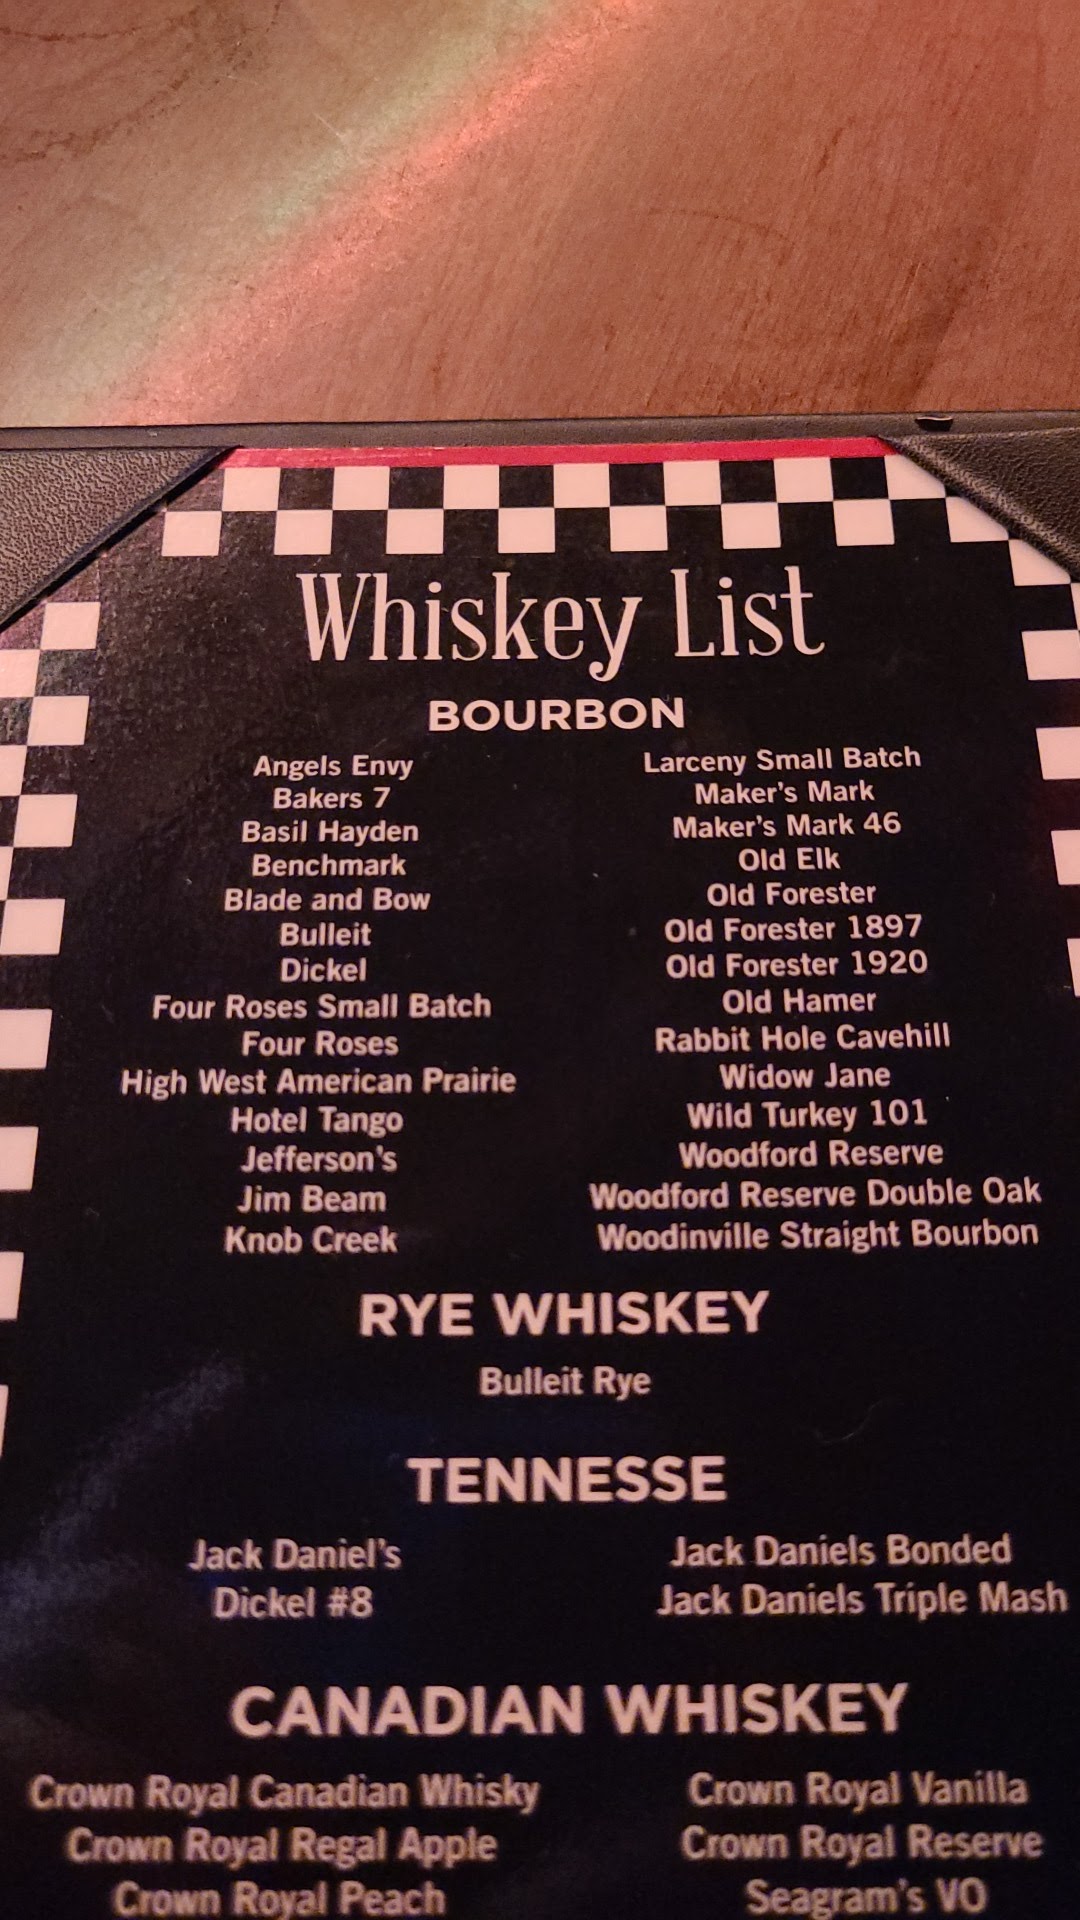 Whiskey List
BOURBON
Angels Envy
Bakers 7
Basil Hayden
Benchmark
Blade and Bow
Bulleit
Dickel
Four Roses Small Batch
Four Roses
High West American Prairie
Hotel Tango
Jefferson's
Jim Beam
Knob Creek
Larceny Small Batch
Maker's Mark
Maker's Mark 46
Old Elk
Old Forester
Old Forester 1897
Old Forester 1920
Old Hamer
Rabbit Hole Cavehill
Widow Jane
Wild Turkey 101
Woodford Reserve
Woodford Reserve Double Oak
Woodinville Straight Bourbon
RYE WHISKEY
Bulleit Rye
TENNESSE
Jack Daniel's
Dickel #8
Jack Daniels Bonded
Jack Daniels Triple Mash
CANADIAN WHISKEY
Crown Royal Canadian Whisky
Crown Royal Regal Apple
Crown Royal Peach
Crown Royal Vanilla
Crown Royal Reserve
Seagram's VO